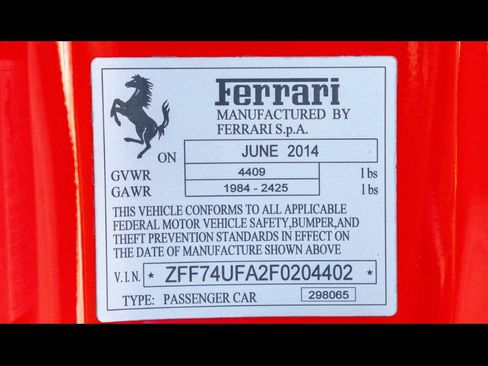 Ferrari
MANUFACTURED BY
FERRARI S.p.A.
ON JUNE 2014
GVWR 4409 lbs
GAWR 1984 - 2425 lbs
THIS VEHICLE CONFORMS TO ALL APPLICABLE
FEDERAL MOTOR VEHICLE SAFETY,BUMPER,AND
THEFT PREVENTION STANDARDS IN EFFECT ON
THE DATE OF MANUFACTURE SHOWN ABOVE
V.I.N. * ZFF74UFA2F0204402 *
TYPE: PASSENGER CAR 298065